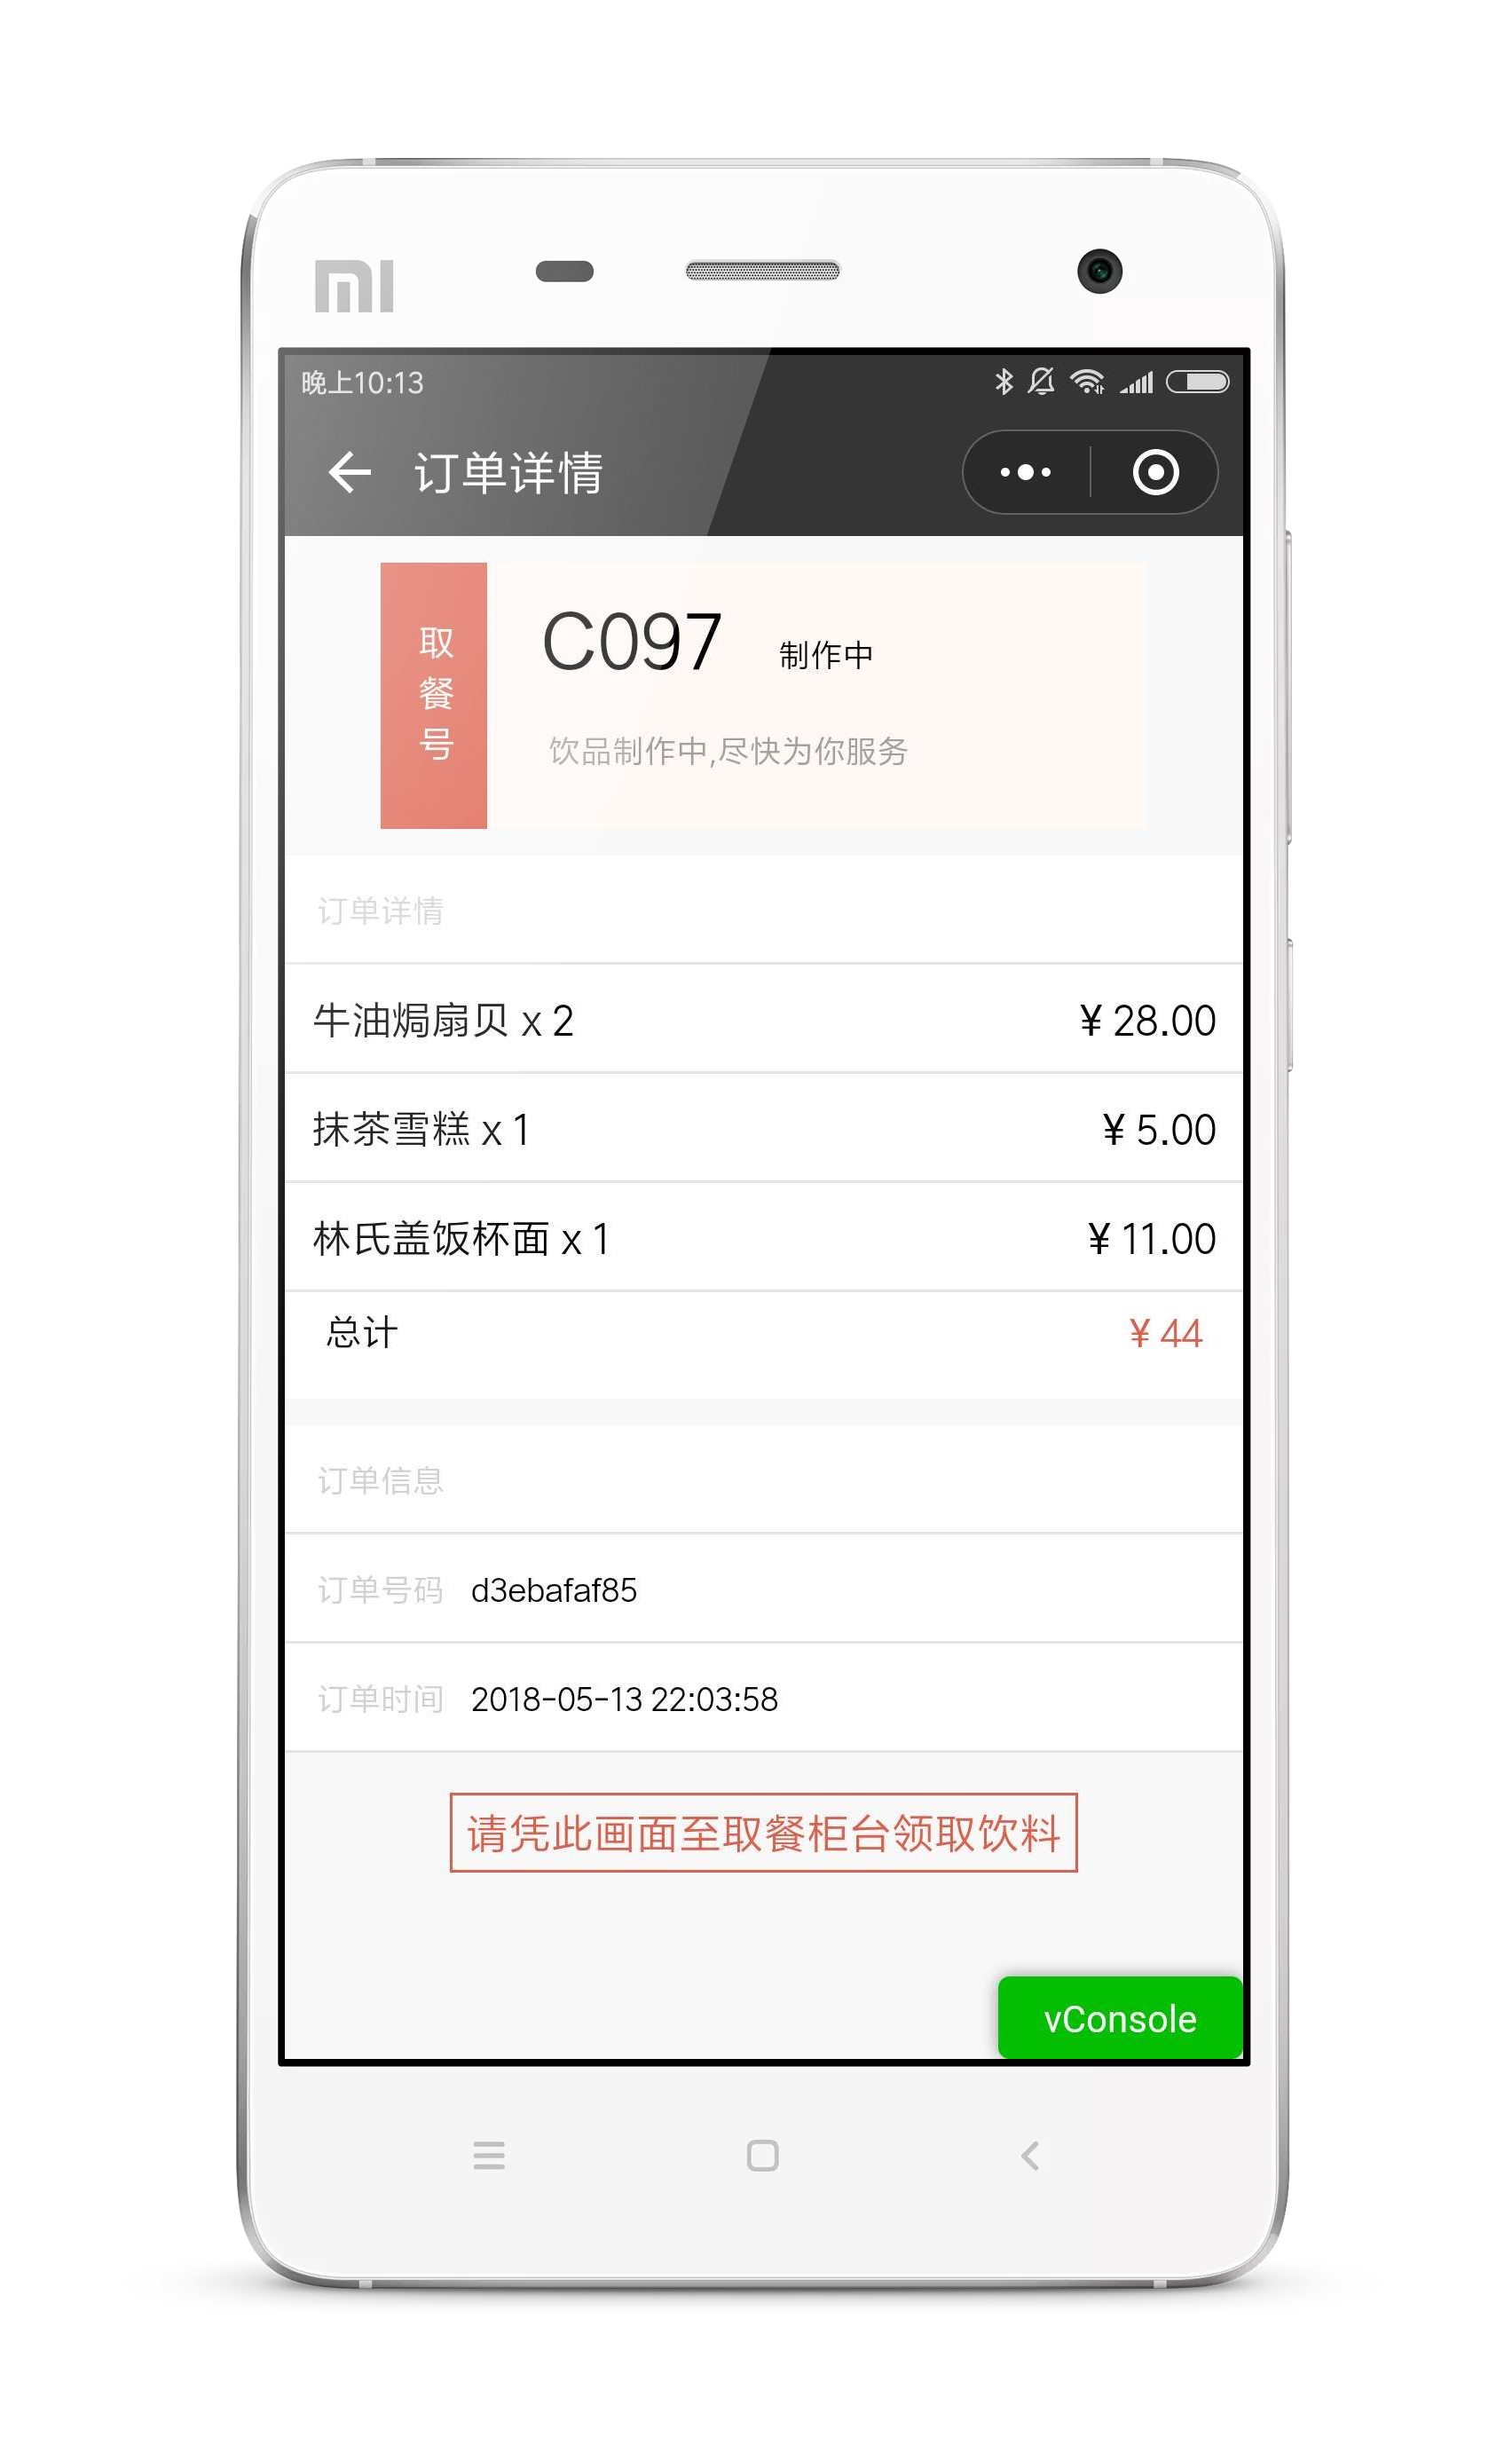 MI
晚上10:13
订单详情
取餐号
C097 制作中
饮品制作中,尽快为你服务
订单详情
牛油焗扇贝 x 2 ¥ 28.00
抹茶雪糕 x 1 ¥ 5.00
林氏盖饭杯面 x 1 ¥ 11.00
总计 ¥ 44
订单信息
订单号码 d3ebafaf85
订单时间 2018-05-13 22:03:58
请凭此画面至取餐柜台领取饮料
vConsole